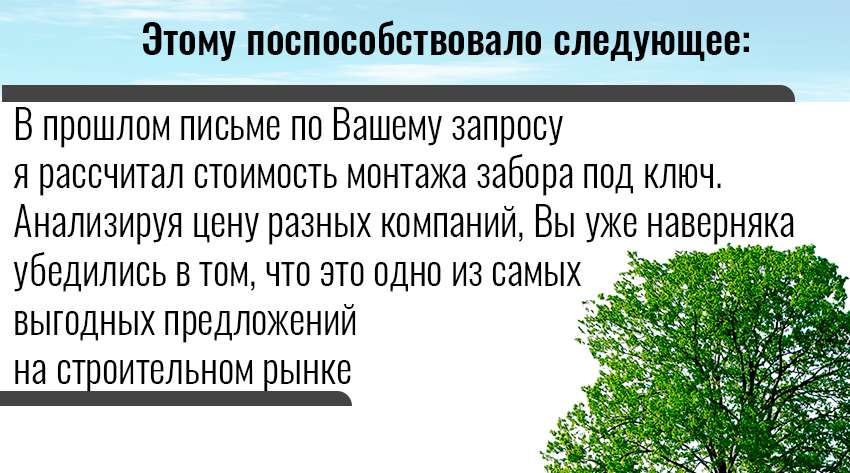 Этому поспособствовало следующее:
В прошлом письме по Вашему запросу
я рассчитал стоимость монтажа забора под ключ.
Анализируя цену разных компаний, Вы уже наверняка
убедились в том, что это одно из самых
выгодных предложений
на строительном рынке